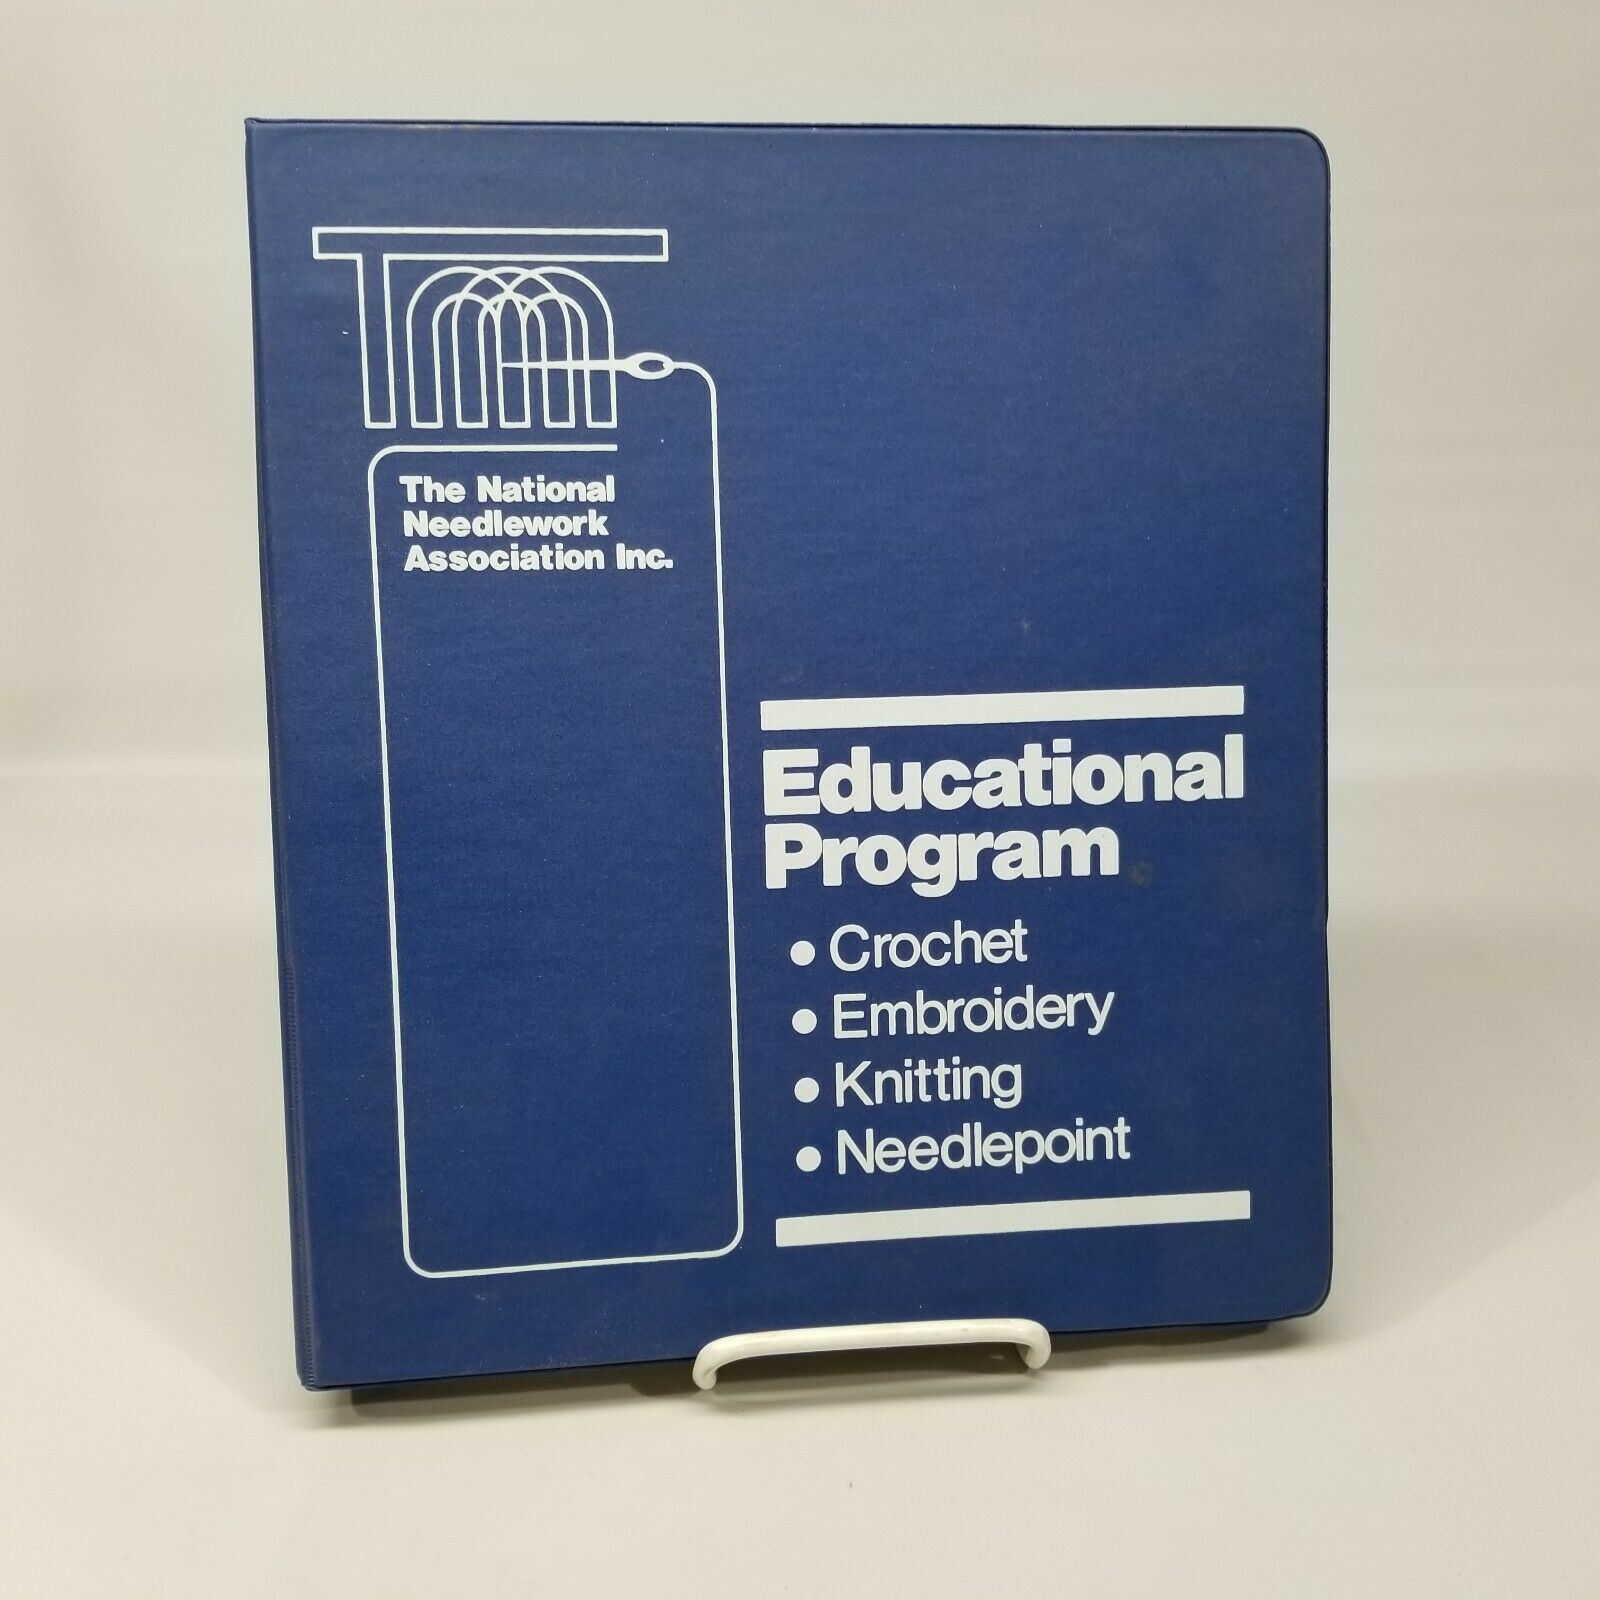 The National
Needlework
Association Inc.
Educational
Program
• Crochet
• Embroidery
• Knitting
• Needlepoint